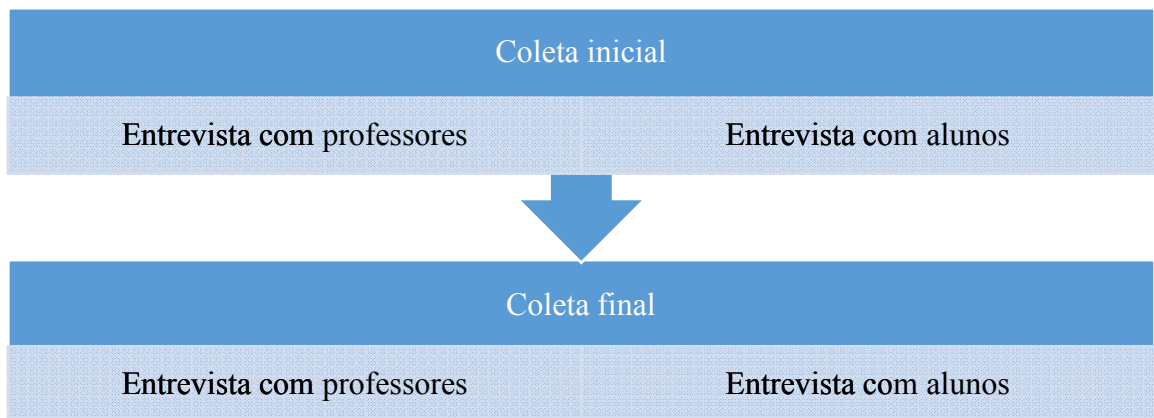 Coleta inicial
Entrevista com professores
Entrevista com alunos
Coleta final
Entrevista com professores
Entrevista com alunos